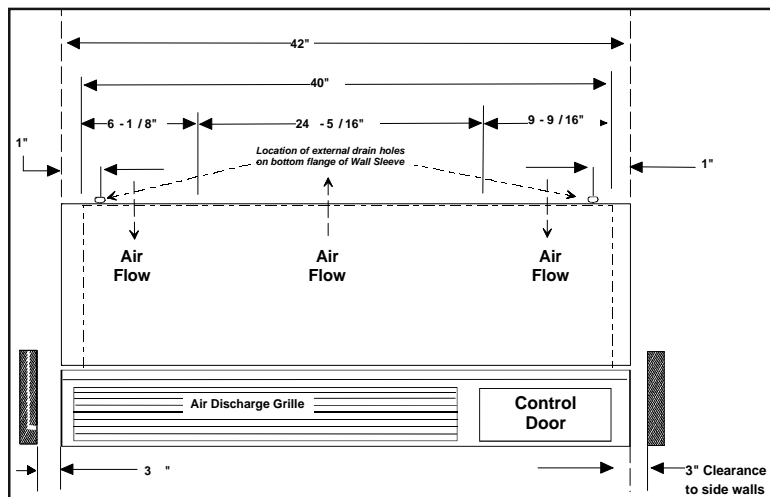 42"
40"
6 - 1 / 8"
24 - 5 /16"
9 - 9 /16"
1"
Location of external drain holes
on bottom flange of Wall Sleeve
1"
Air
Flow
Air
Flow
Air
Flow
Air Discharge Grille
Control
Door
3 "
3" Clearance
to side walls